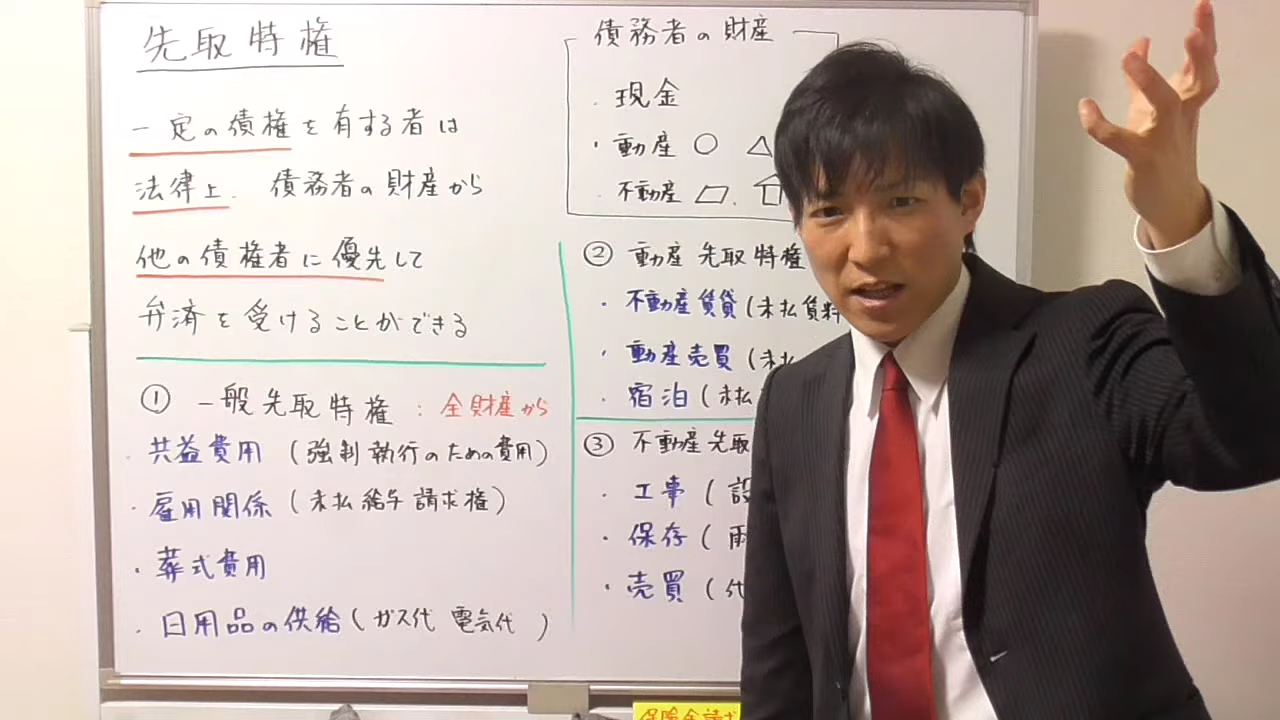 先取特権
一定の債権を有する者は
法律上、債務者の財産から
他の債権者に優先して
弁済を受けることができる
① 一般先取特権:全財産から
・共益費用(強制執行のための費用)
・雇用関係(未払給与請求権)
・葬式費用
・日用品の供給(ガス代 電気代 )
債務者の財産
・現金
・動産 ○ △
・不動産
② 動産先取特権
・不動産賃貸(未払賃料
・動産売買(未払
・宿泊(未払
③ 不動産先取
・工事(設
・保存(雨
・売買(代
保険金請求